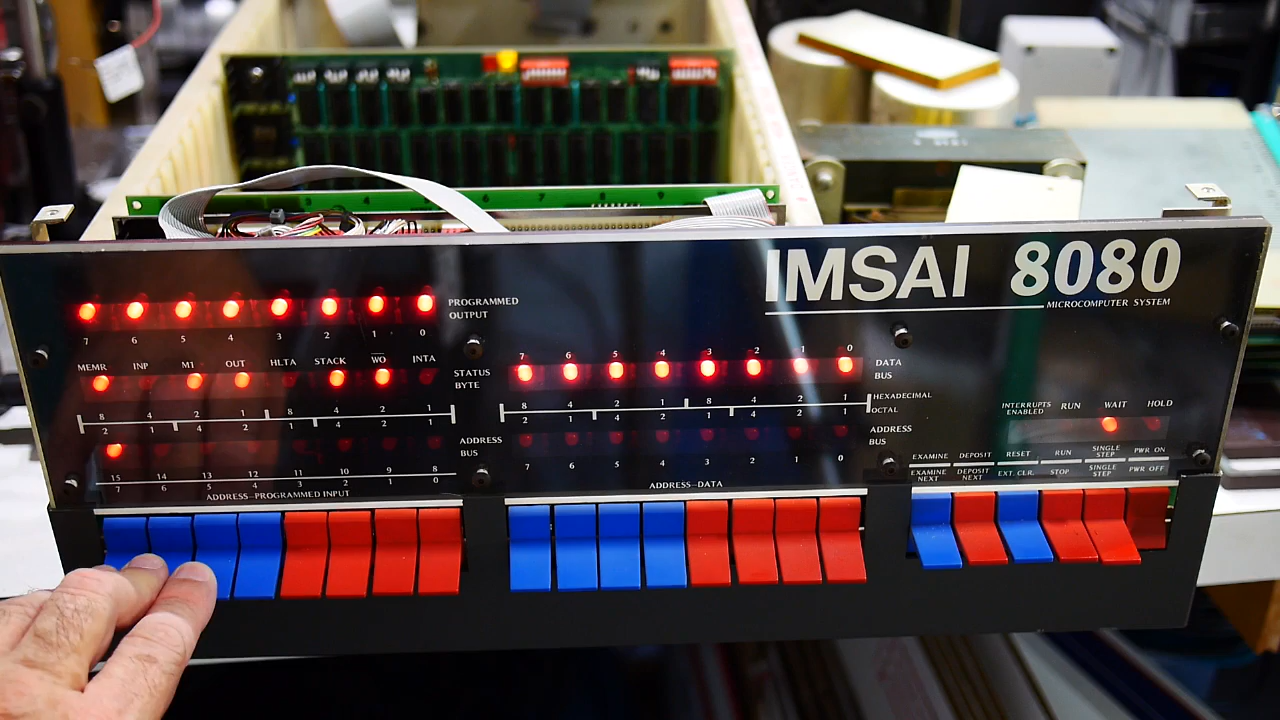 IMSAI 8080
MICROCOMPUTER SYSTEM
PROGRAMMED
OUTPUT
7 6 5 4 3 2 1 0
MEMR INP M1 OUT HLTA STACK WO INTA
STATUS
BYTE
7 6 5 4 3 2 1 0
DATA
BUS
8 4 2 1 8 4 2 1
2 1 4 2 1 4 2 1
8 4 2 1 8 4 2 1
2 1 4 2 1 4 2 1
HEXADECIMAL
OCTAL
ADDRESS
BUS
ADDRESS
BUS
15 14 13 12 11 10 9 8
7 6 5 4 3 2 1 0
ADDRESS–PROGRAMMED INPUT
7 6 5 4 3 2 1 0
ADDRESS–DATA
INTERRUPTS
ENABLED
RUN WAIT HOLD
EXAMINE DEPOSIT RESET RUN SINGLE STEP PWR ON
EXAMINE NEXT DEPOSIT NEXT EXT. CLR. STOP SINGLE STEP PWR OFF